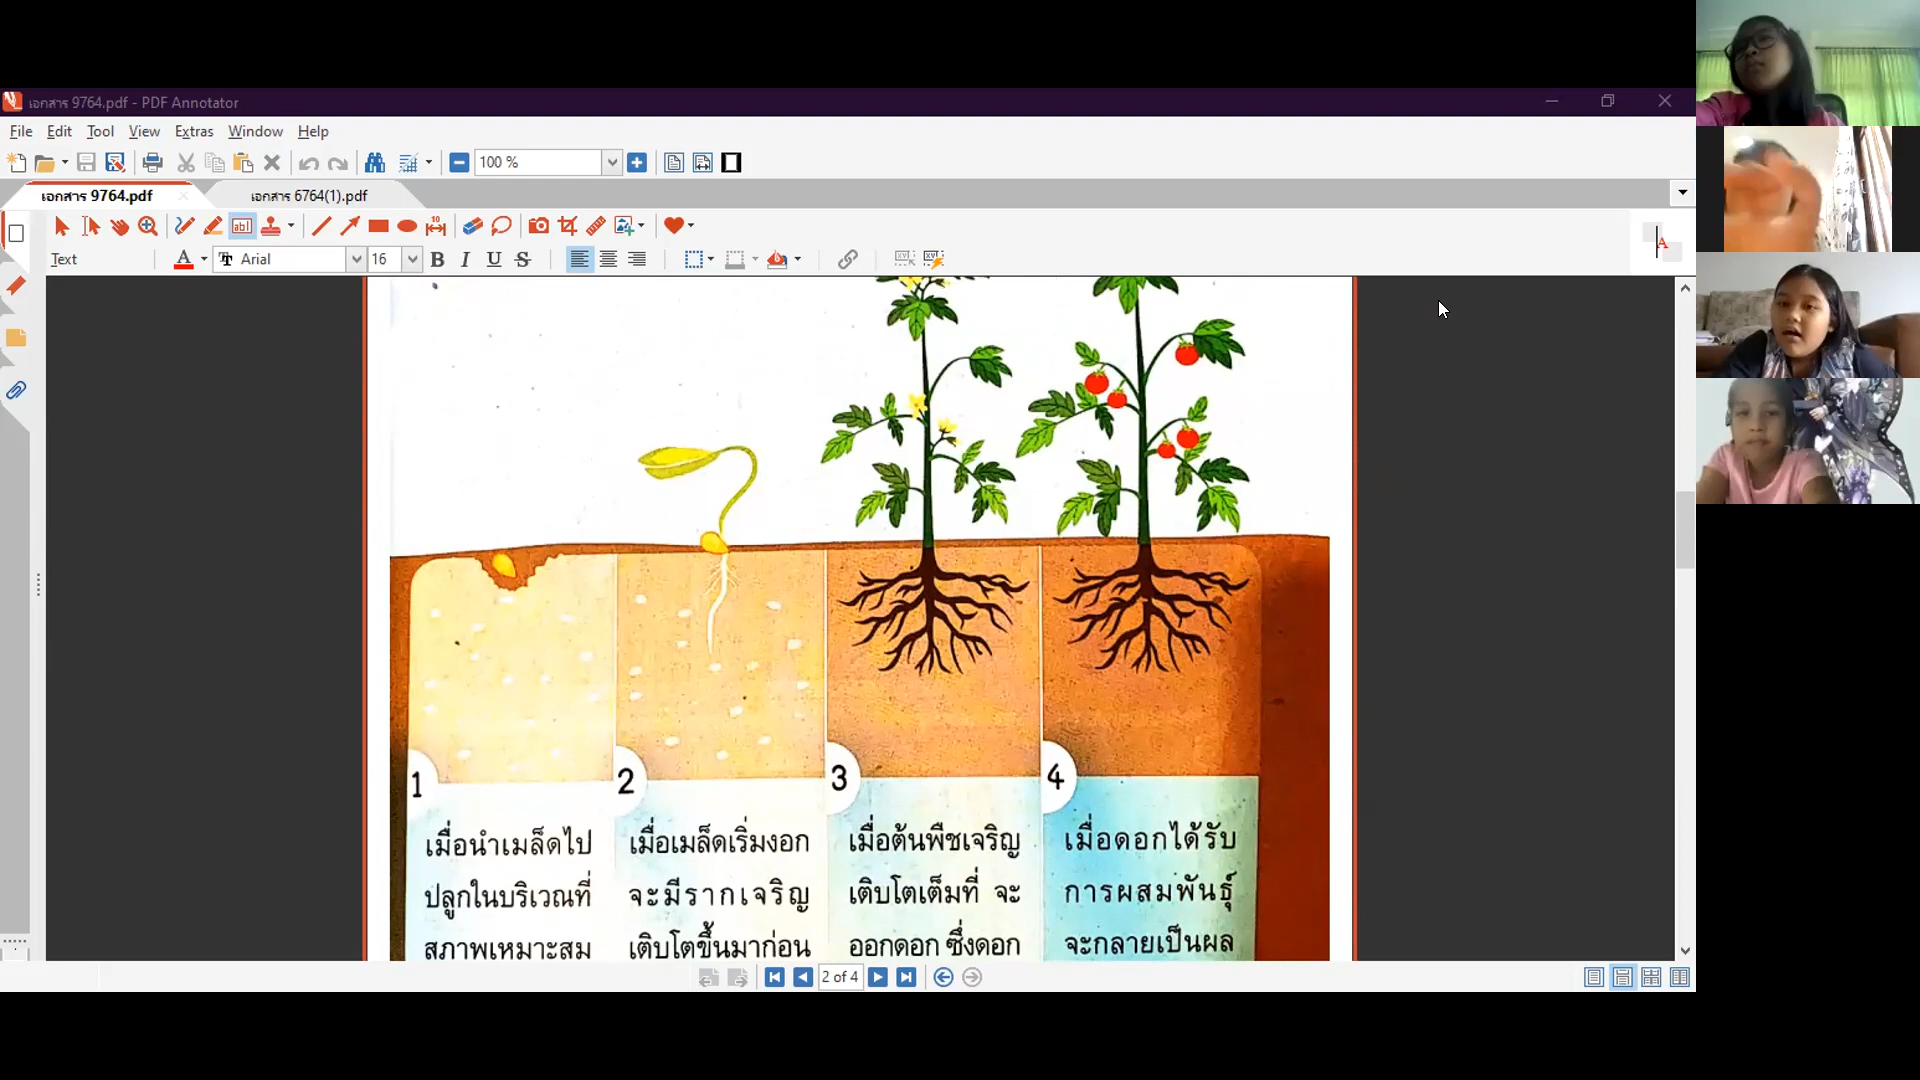 เอกสาร 9764.pdf - PDF Annotator
File Edit Tool View Extras Window Help
100 %
เอกสาร 9764.pdf
เอกสาร 6764(1).pdf
Text
Arial
16
1
2
3
4
เมื่อนำเมล็ดไป
ปลูกในบริเวณที่
สภาพเหมาะสม
เมื่อเมล็ดเริ่มงอก
จะมีรากเจริญ
เติบโตขึ้นมาก่อน
เมื่อต้นพืชเจริญ
เติบโตเต็มที่ จะ
ออกดอก ซึ่งดอก
เมื่อดอกได้รับ
การผสมพันธุ์
จะกลายเป็นผล
2 of 4